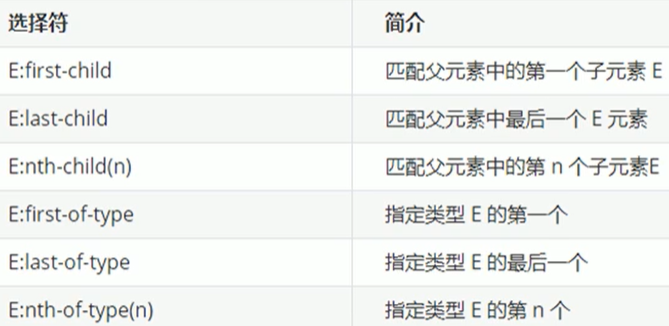 选择符 简介
E:first-child 匹配父元素中的第一个子元素 E
E:last-child 匹配父元素中最后一个 E 元素
E:nth-child(n) 匹配父元素中的第 n 个子元素E
E:first-of-type 指定类型 E 的第一个
E:last-of-type 指定类型 E 的最后一个
E:nth-of-type(n) 指定类型 E 的第 n 个